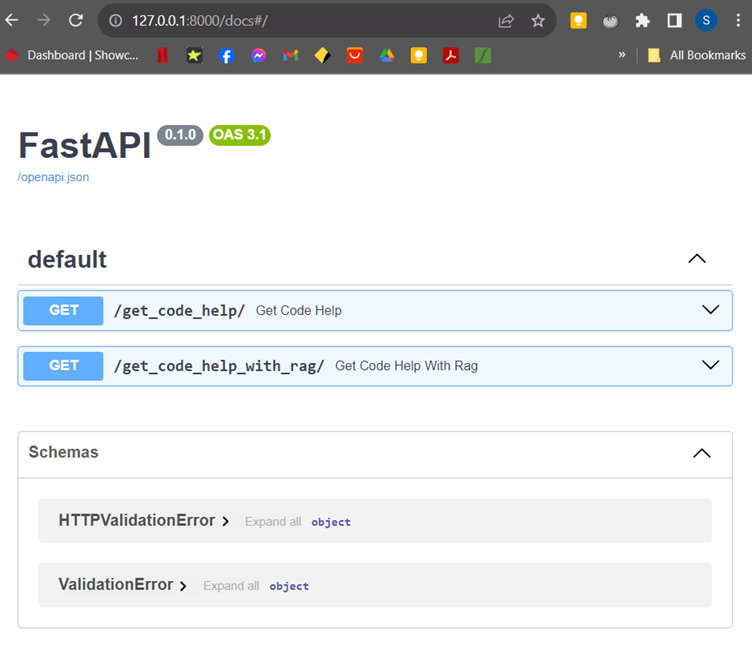 127.0.0.1:8000/docs#/
S
Dashboard | Showc...
» All Bookmarks
FastAPI 0.1.0 OAS 3.1
/openapi.json
default
GET /get_code_help/ Get Code Help
GET /get_code_help_with_rag/ Get Code Help With Rag
Schemas
HTTPValidationError Expand all object
ValidationError Expand all object